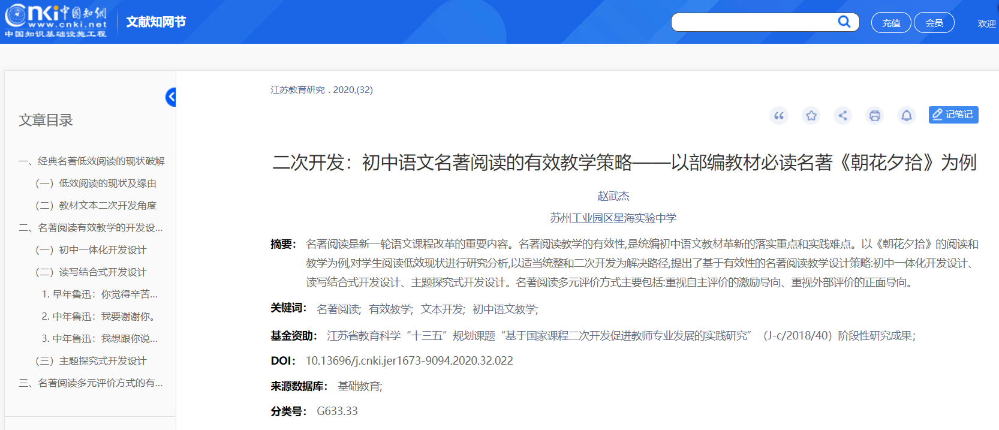 cnki中国知网
www.cnki.net
中国知识基础设施工程
文献知网节
充值
会员
欢迎
文章目录
一、经典名著低效阅读的现状破解
（一）低效阅读的现状及缘由
（二）教材文本二次开发角度
二、名著阅读有效教学的开发设...
（一）初中一体化开发设计
（二）读写结合式开发设计
1. 早年鲁迅：你觉得辛苦...
2. 中年鲁迅：我要谢谢你。
3. 中年鲁迅：我想跟你说...
（三）主题探究式开发设计
三、名著阅读多元评价方式的有...
江苏教育研究 . 2020,(32)
记笔记
二次开发：初中语文名著阅读的有效教学策略——以部编教材必读名著《朝花夕拾》为例
赵武杰
苏州工业园区星海实验中学
摘要： 名著阅读是新一轮语文课程改革的重要内容。名著阅读教学的有效性,是统编初中语文教材革新的落实重点和实践难点。以《朝花夕拾》的阅读和
教学为例,对学生阅读低效现状进行研究分析,以适当统整和二次开发为解决路径,提出了基于有效性的名著阅读教学设计策略:初中一体化开发设计、
读写结合式开发设计、主题探究式开发设计。名著阅读多元评价方式主要包括:重视自主评价的激励导向、重视外部评价的正面导向。
关键词： 名著阅读; 有效教学; 文本开发; 初中语文教学;
基金资助： 江苏省教育科学“十三五”规划课题“基于国家课程二次开发促进教师专业发展的实践研究”（J-c/2018/40）阶段性研究成果；
DOI： 10.13696/j.cnki.jer1673-9094.2020.32.022
来源数据库： 基础教育;
分类号： G633.33